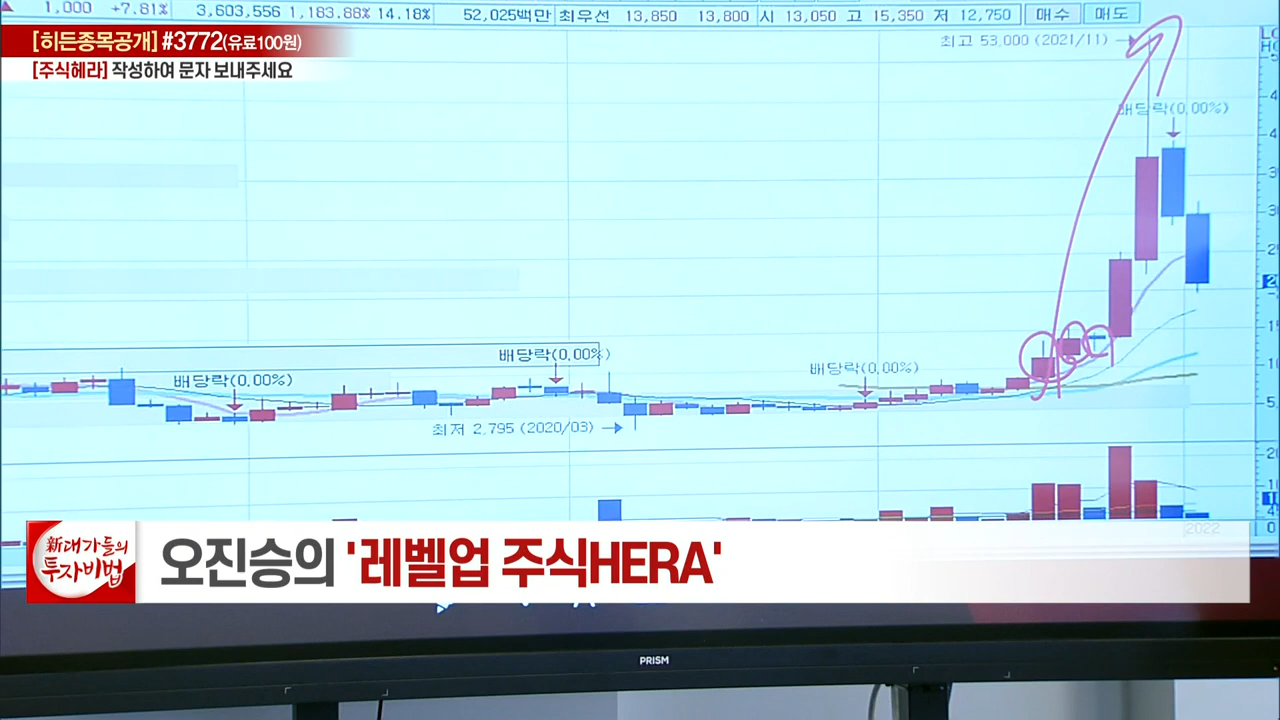 ▲ 1,000 +7.81% 3,603,556 1,183.88% 14.18% 52,025백만 최우선 13,850 13,800 시 13,050 고 15,350 저 12,750 매수 매도
[히든종목공개] #3772(유료100원)
[주식헤라] 작성하여 문자 보내주세요
최고 53,000 (2021/11)
배당락(0,00%)
배당락(0,00%)
배당락(0,00%)
배당락(0,00%)
최저 2,795 (2020/03)
2022
新대가들의
투자비법
오진승의 '레벨업 주식HERA'
PRISM